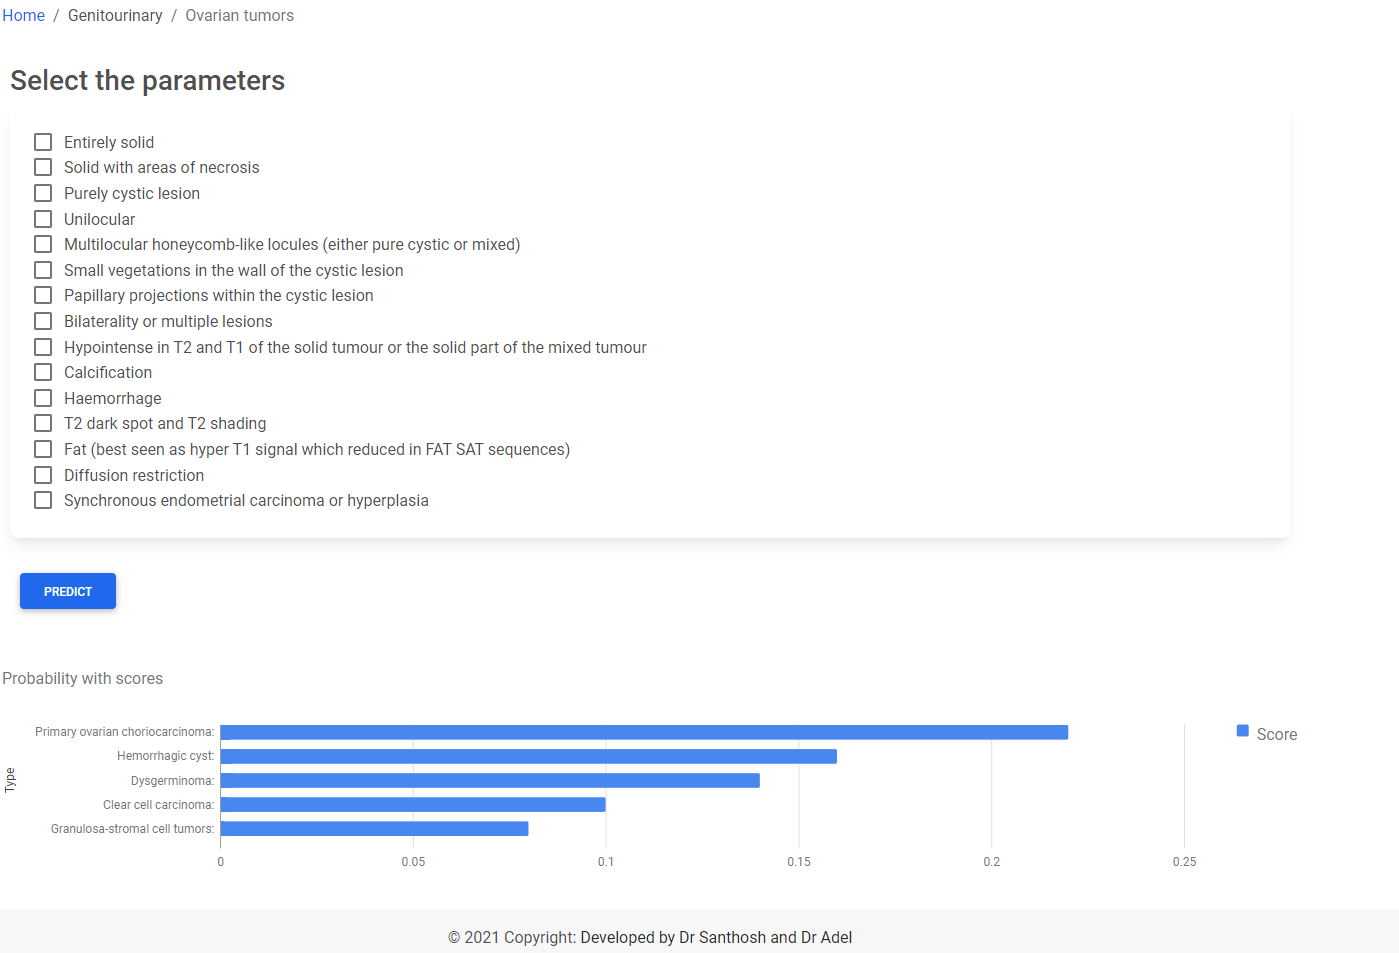 Home / Genitourinary / Ovarian tumors
Select the parameters
Entirely solid
Solid with areas of necrosis
Purely cystic lesion
Unilocular
Multilocular honeycomb-like locules (either pure cystic or mixed)
Small vegetations in the wall of the cystic lesion
Papillary projections within the cystic lesion
Bilaterality or multiple lesions
Hypointense in T2 and T1 of the solid tumour or the solid part of the mixed tumour
Calcification
Haemorrhage
T2 dark spot and T2 shading
Fat (best seen as hyper T1 signal which reduced in FAT SAT sequences)
Diffusion restriction
Synchronous endometrial carcinoma or hyperplasia
PREDICT
Probability with scores
Type
Primary ovarian choriocarcinoma:
Hemorrhagic cyst:
Dysgerminoma:
Clear cell carcinoma:
Granulosa-stromal cell tumors:
0 0.05 0.1 0.15 0.2 0.25
Score
© 2021 Copyright: Developed by Dr Santhosh and Dr Adel